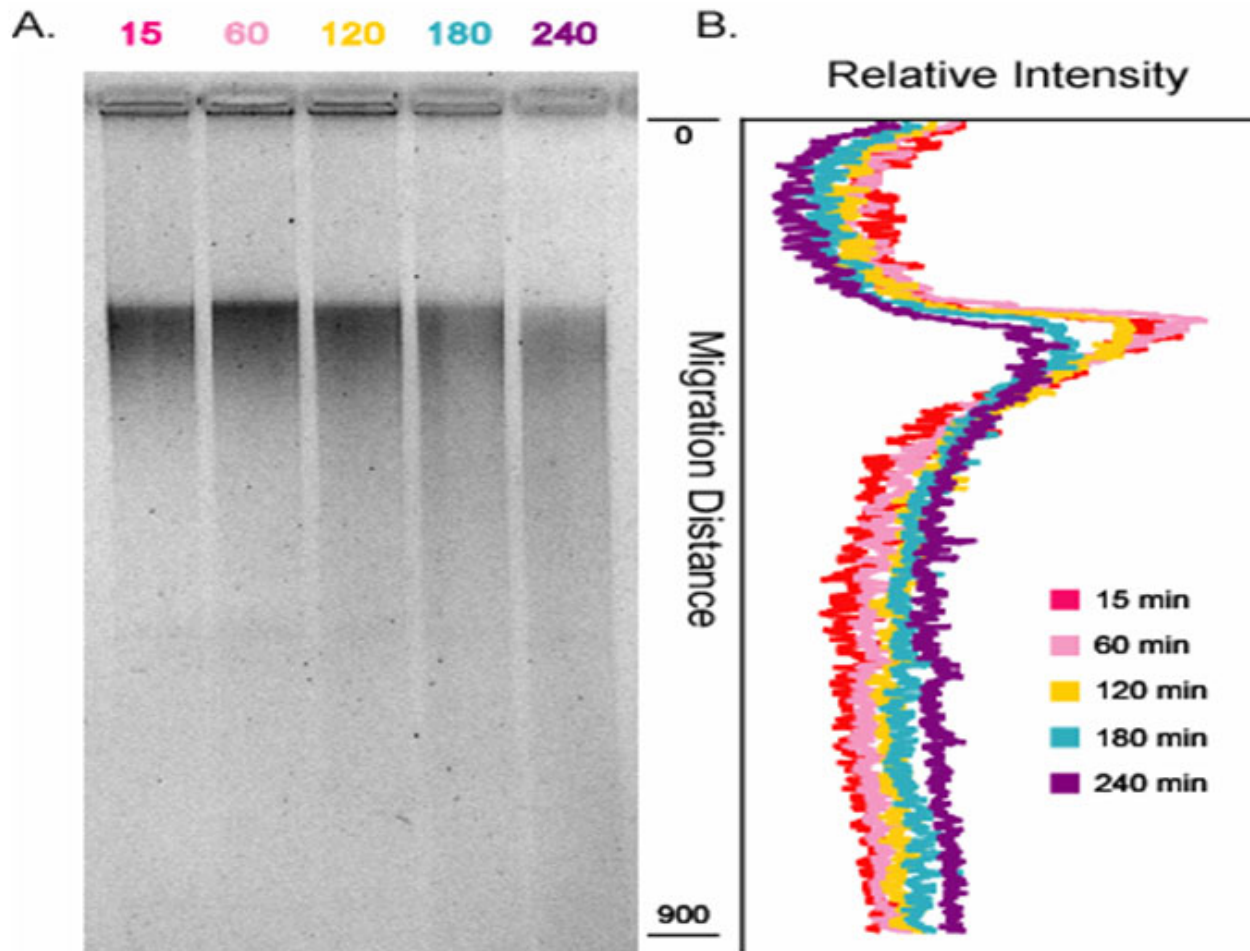 A.
15 60 120 180 240
B.
Relative Intensity
0
Migration Distance
900
15 min
60 min
120 min
180 min
240 min